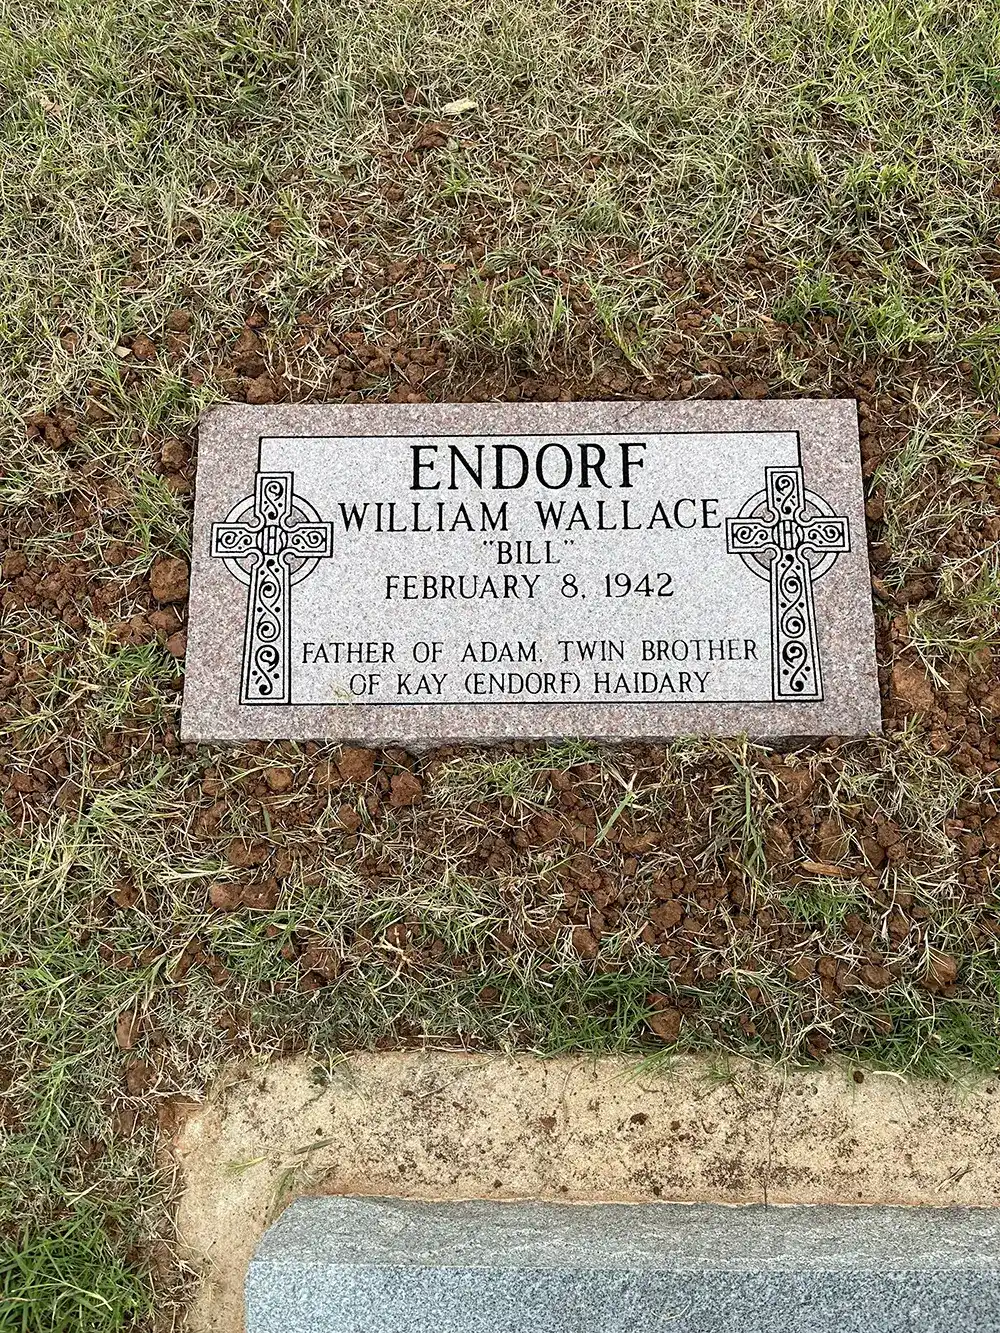 ENDORF
WILLIAM WALLACE
"BILL"
FEBRUARY 8, 1942
FATHER OF ADAM, TWIN BROTHER
OF KAY (ENDORF) HAIDARY